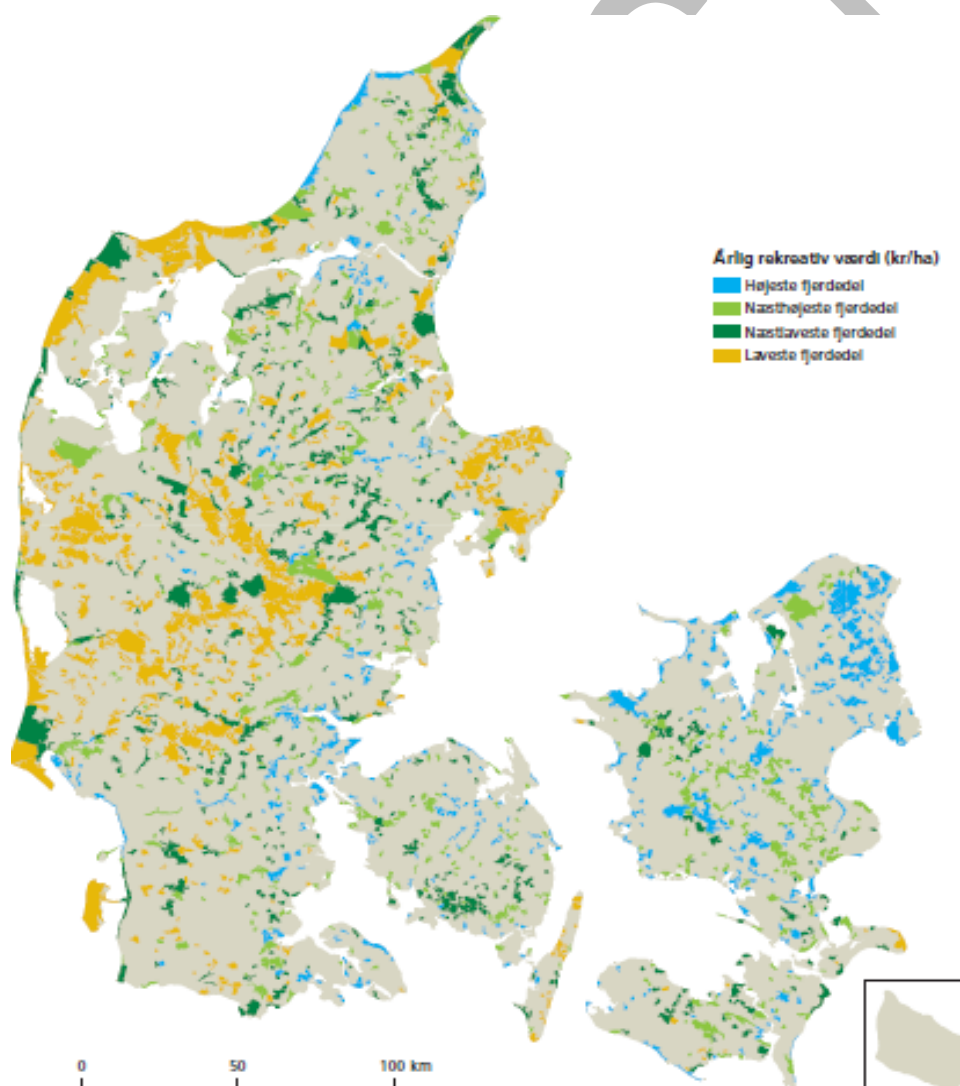 Årlig rekreativ værdi (kr/ha)
Højeste fjerdedel
Næsthøjeste fjerdedel
Næstlaveste fjerdedel
Laveste fjerdedel
0 50 100 km